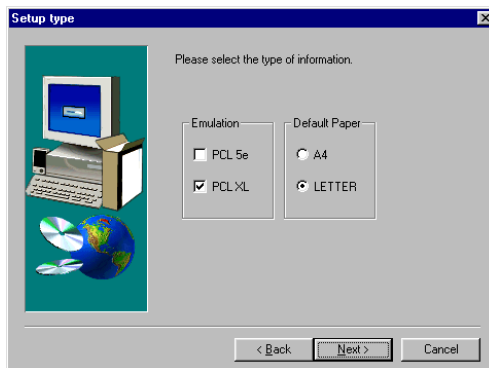 Setup type
Please select the type of information.
Emulation
PCL 5e
PCL XL
Default Paper
A4
LETTER
< Back
Next >
Cancel